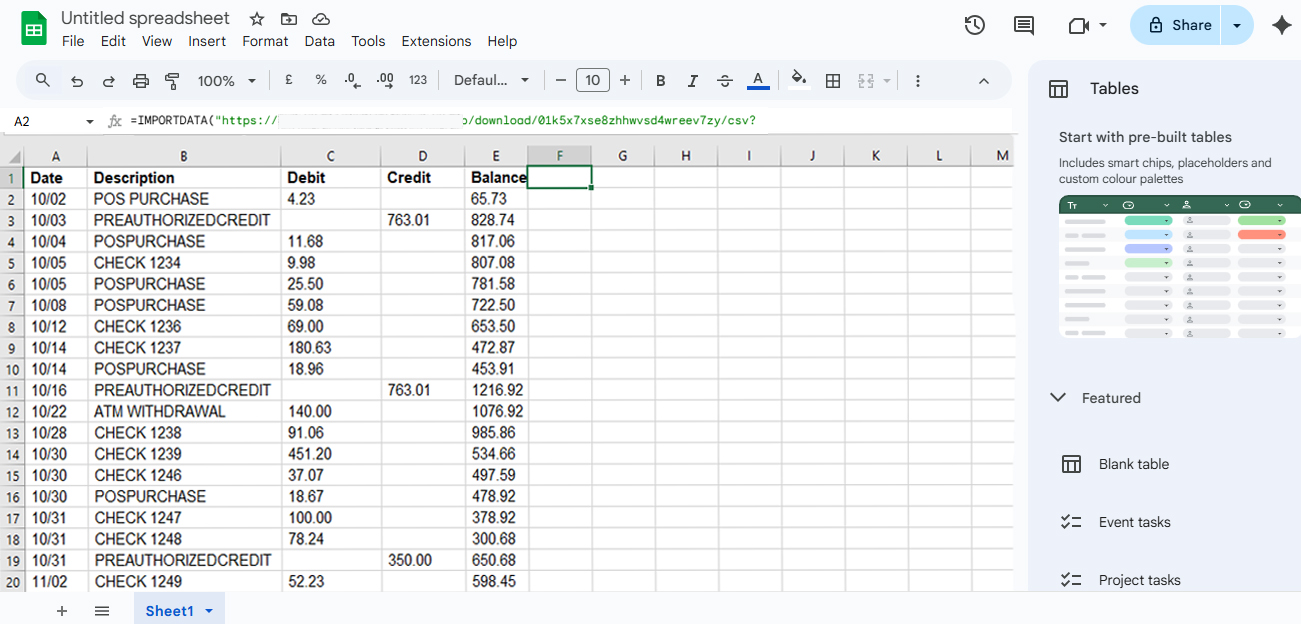 Untitled spreadsheet
File Edit View Insert Format Data Tools Extensions Help
Share
100% £ % .0 .00 123 Defaul... 10 B I S A
A2 fx =IMPORTDATA("https:// /download/01k5x7xse8zhhwvsd4wreev7zy/csv?
A B C D E F G H I J K L M
1 Date Description Debit Credit Balance
2 10/02 POS PURCHASE 4.23 65.73
3 10/03 PREAUTHORIZEDCREDIT 763.01 828.74
4 10/04 POSPURCHASE 11.68 817.06
5 10/05 CHECK 1234 9.98 807.08
6 10/05 POSPURCHASE 25.50 781.58
7 10/08 POSPURCHASE 59.08 722.50
8 10/12 CHECK 1236 69.00 653.50
9 10/14 CHECK 1237 180.63 472.87
10 10/14 POSPURCHASE 18.96 453.91
11 10/16 PREAUTHORIZEDCREDIT 763.01 1216.92
12 10/22 ATM WITHDRAWAL 140.00 1076.92
13 10/28 CHECK 1238 91.06 985.86
14 10/30 CHECK 1239 451.20 534.66
15 10/30 CHECK 1246 37.07 497.59
16 10/30 POSPURCHASE 18.67 478.92
17 10/31 CHECK 1247 100.00 378.92
18 10/31 CHECK 1248 78.24 300.68
19 10/31 PREAUTHORIZEDCREDIT 350.00 650.68
20 11/02 CHECK 1249 52.23 598.45
Sheet1
Tables
Start with pre-built tables
Includes smart chips, placeholders and
custom colour palettes
Tт
Featured
Blank table
Event tasks
Project tasks